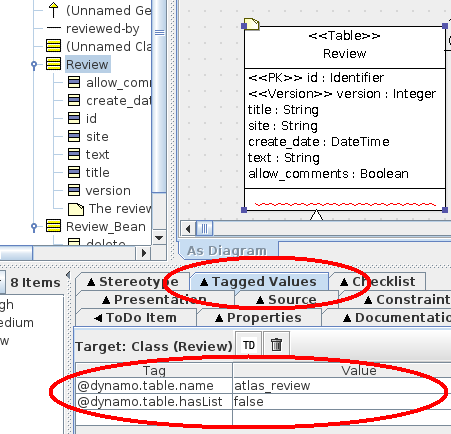 (Unnamed Ge
reviewed-by
(Unnamed Cla
Review
allow_comm
create_dat
id
site
text
title
version
The review
Review_Bean
delete
<<Table>>
Review
<<PK>> id : Identifier
<<Version>> version : Integer
title : String
site : String
create_date : DateTime
text : String
allow_comments : Boolean
As Diagram
8 Items
gh
edium
w
Stereotype
Tagged Values
Checklist
Presentation
Source
Constraint
ToDo Item
Properties
Documentatio
Target: Class (Review)
TD
Tag Value
@dynamo.table.name atlas_review
@dynamo.table.hasList false